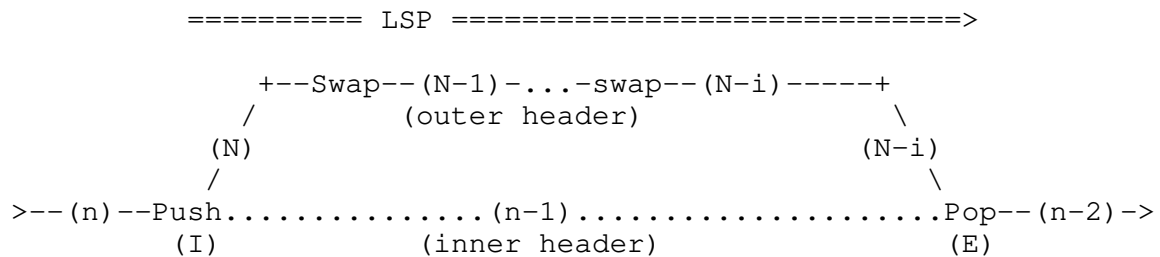 ========== LSP =============================>
+--Swap--(N-1)-...-swap--(N-i)-----+
/ (outer header) \
(N) (N-i)
/ \
>--(n)--Push...............(n-1).....................Pop--(n-2)->
(I) (inner header) (E)